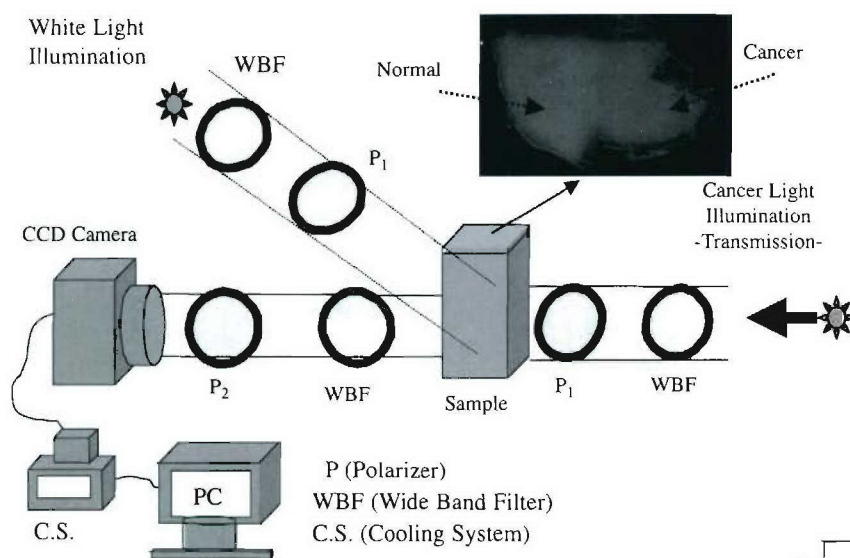 White Light
Illumination
WBF
P₁
Normal
Cancer
Cancer Light
Illumination
-Transmission-
CCD Camera
P₂
WBF
Sample
P₁
WBF
C.S.
PC
P (Polarizer)
WBF (Wide Band Filter)
C.S. (Cooling System)